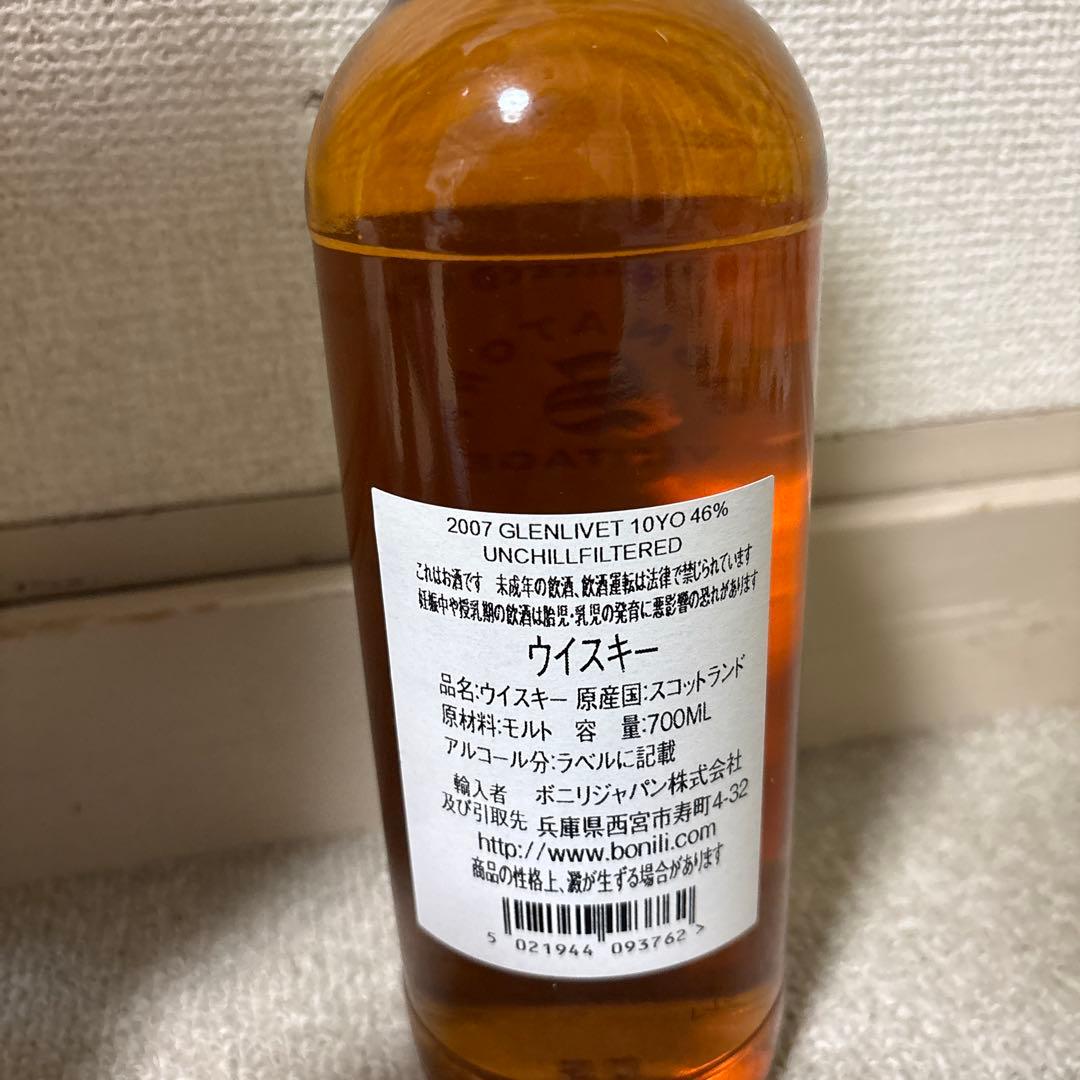 2007 GLENLIVET 10YO 46%
UNCHILLFILTERED
これはお酒です 未成年の飲酒、飲酒運転は法律で禁じられています
妊娠中や授乳期の飲酒は胎児・乳児の発育に悪影響の恐れがあります
ウイスキー
品名:ウイスキー 原産国:スコットランド
原材料:モルト 容 量:700ML
アルコール分:ラベルに記載
輸入者 ボニリジャパン株式会社
及び引取先 兵庫県西宮市寿町4-32
http://www.bonili.com
商品の性格上、澱が生ずる場合があります
5 021944 093762 >